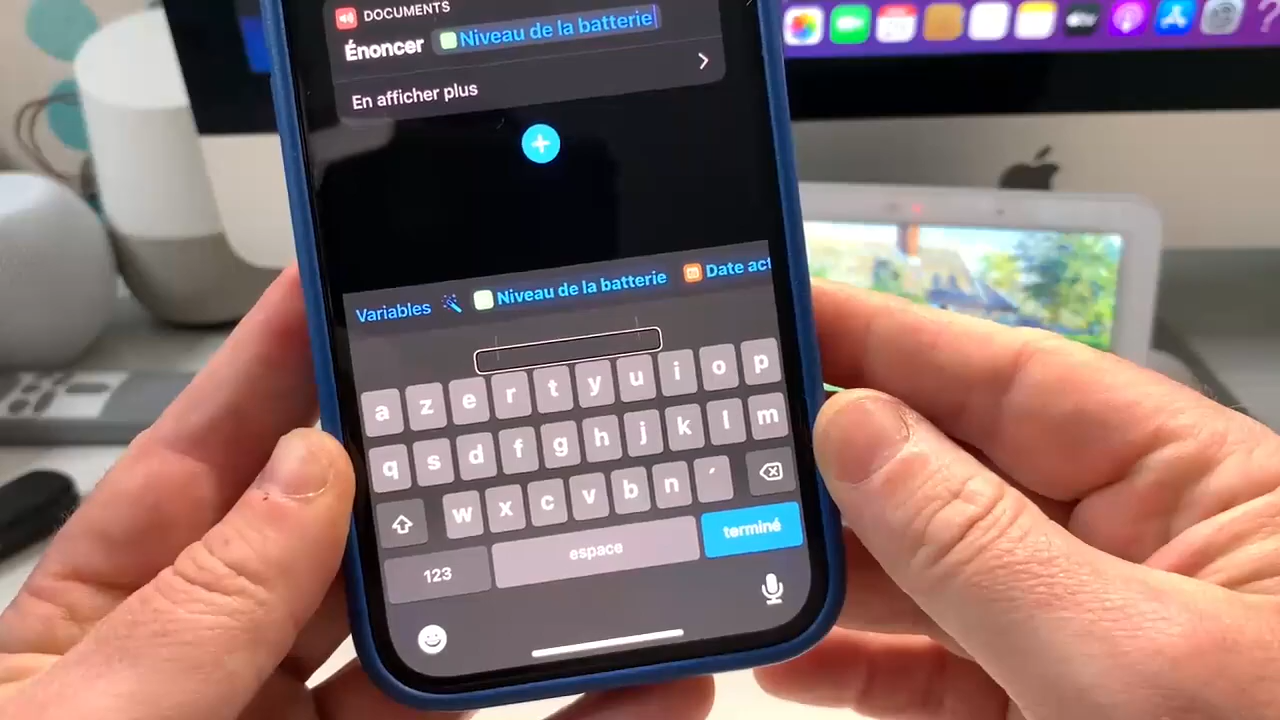 DOCUMENTS
Énoncer Niveau de la batterie
En afficher plus
Variables Niveau de la batterie Date act
a z e r t y u i o p
q s d f g h j k l m
w x c v b n ´
123 espace terminé